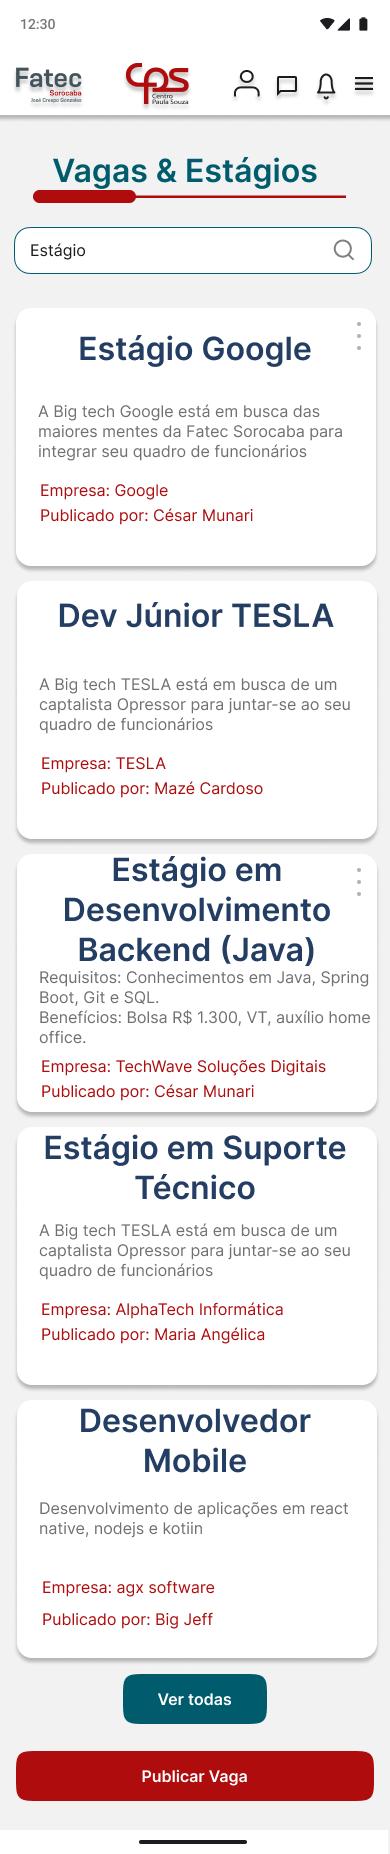 12:30
Fatec
Sorocaba
José Crespo Gonzales
Cps
Centro
Paula Souza
Vagas & Estágios
Estágio
Estágio Google
A Big tech Google está em busca das
maiores mentes da Fatec Sorocaba para
integrar seu quadro de funcionários
Empresa: Google
Publicado por: César Munari
Dev Júnior TESLA
A Big tech TESLA está em busca de um
captalista Opressor para juntar-se ao seu
quadro de funcionários
Empresa: TESLA
Publicado por: Mazé Cardoso
Estágio em
Desenvolvimento
Backend (Java)
Requisitos: Conhecimentos em Java, Spring
Boot, Git e SQL.
Benefícios: Bolsa R$ 1.300, VT, auxílio home
office.
Empresa: TechWave Soluções Digitais
Publicado por: César Munari
Estágio em Suporte
Técnico
A Big tech TESLA está em busca de um
captalista Opressor para juntar-se ao seu
quadro de funcionários
Empresa: AlphaTech Informática
Publicado por: Maria Angélica
Desenvolvedor
Mobile
Desenvolvimento de aplicações em react
native, nodejs e kotiin
Empresa: agx software
Publicado por: Big Jeff
Ver todas
Publicar Vaga